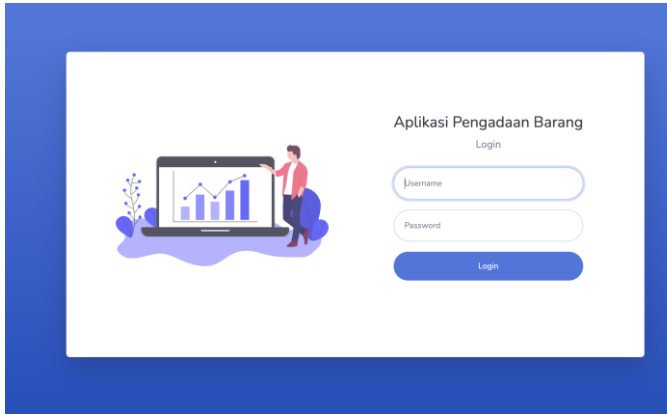 Aplikasi Pengadaan Barang
Login
Username
Password
Login